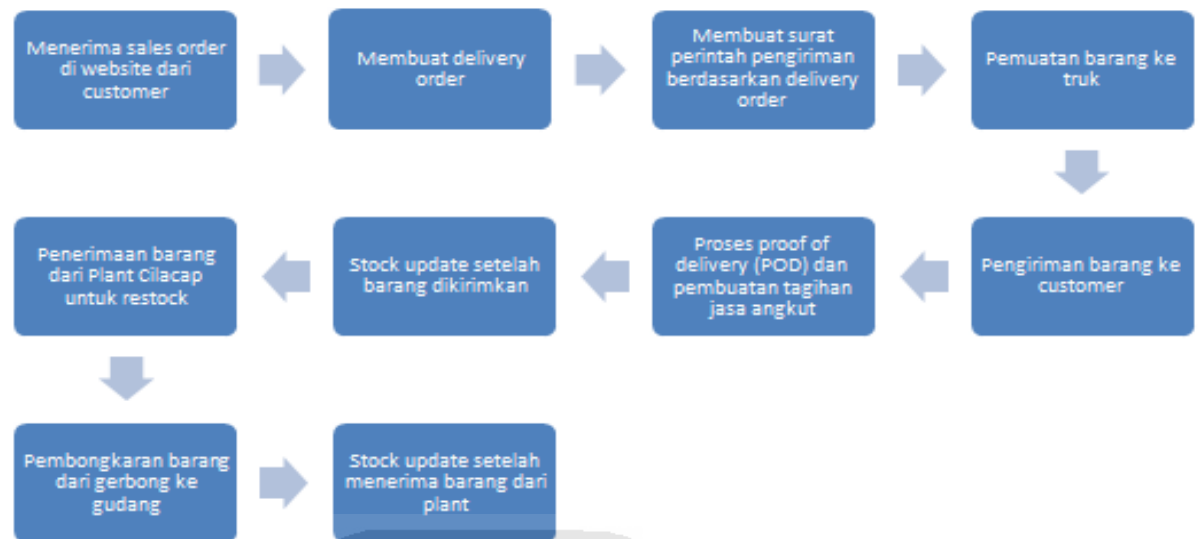 Menerima sales order
di website dari
customer
Membuat delivery
order
Membuat surat
perintah pengiriman
berdasarkan delivery
order
Pemuatan barang ke
truk
Pengiriman barang ke
customer
Proses proof of
delivery (POD) dan
pembuatan tagihan
jasa angkut
Stock update setelah
barang dikirimkan
Penerimaan barang
dari Plant Cilacap
untuk restock
Pembongkaran barang
dari gerbong ke
gudang
Stock update setelah
menerima barang dari
plant